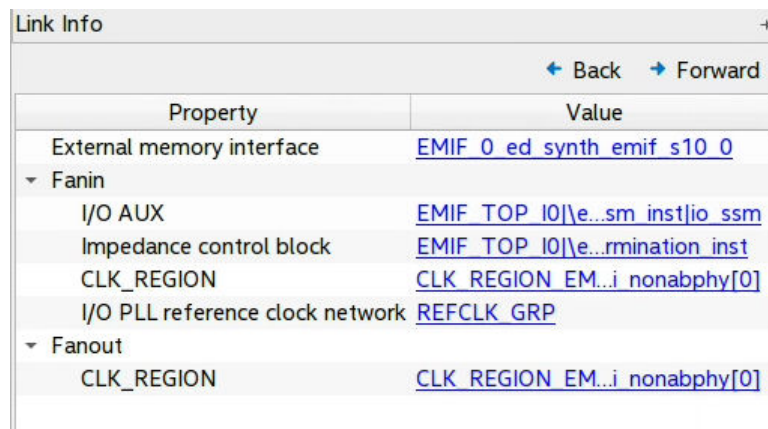 Link Info
Back Forward
Property Value
External memory interface EMIF_0_ed_synth_emif_s10_0
Fanin
I/O AUX EMIF_TOP_I0|\e...sm_inst|io_ssm
Impedance control block EMIF_TOP_I0|\e...rmination_inst
CLK_REGION CLK_REGION_EM...i_nonabphy[0]
I/O PLL reference clock network REFCLK_GRP
Fanout
CLK_REGION CLK_REGION_EM...i_nonabphy[0]